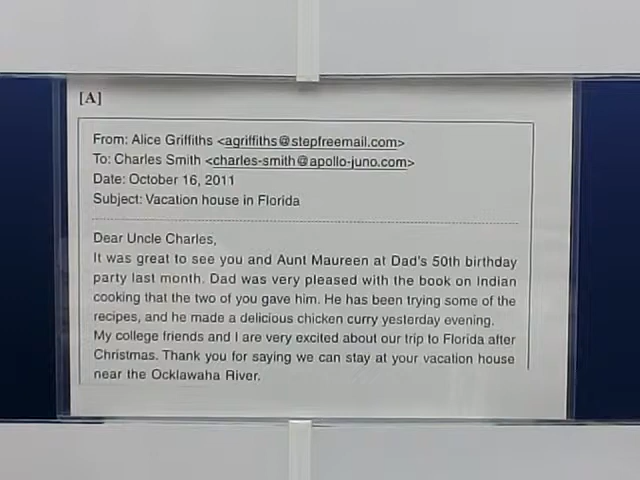 [A]
From: Alice Griffiths <agriffiths@stepfreemail.com>
To: Charles Smith <charles-smith@apollo-juno.com>
Date: October 16, 2011
Subject: Vacation house in Florida
Dear Uncle Charles,
It was great to see you and Aunt Maureen at Dad's 50th birthday
party last month. Dad was very pleased with the book on Indian
cooking that the two of you gave him. He has been trying some of the
recipes, and he made a delicious chicken curry yesterday evening.
My college friends and I are very excited about our trip to Florida after
Christmas. Thank you for saying we can stay at your vacation house
near the Ocklawaha River.